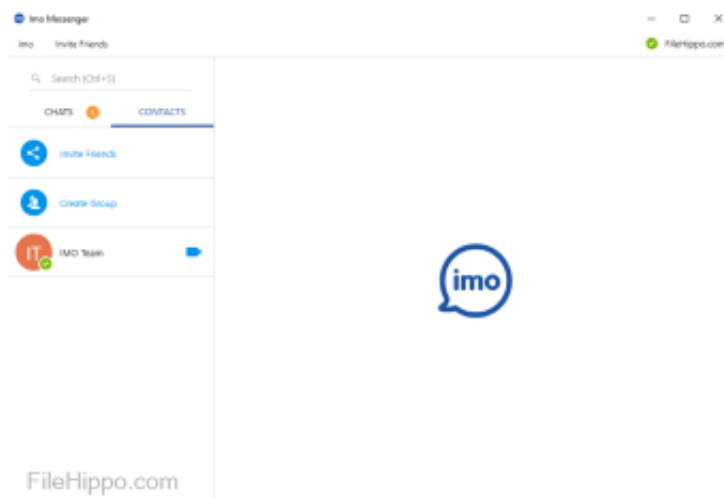 Imo Messenger
imo Invite Friends
FileHippo.com
Search (Ctrl+S)
CHATS
CONTACTS
Invite Friends
Create Group
IT
IMO Team
imo
FileHippo.com